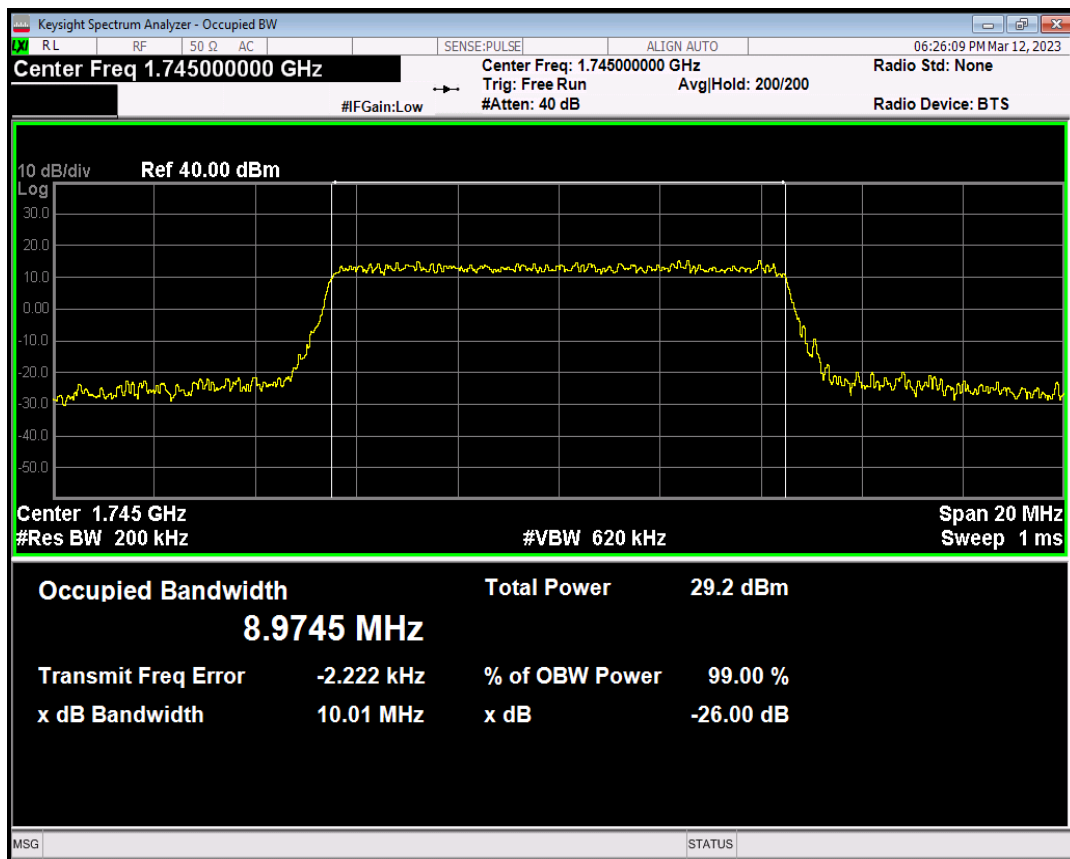 Keysight Spectrum Analyzer - Occupied BW
LXI RL RF 50 Ω AC SENSE:PULSE ALIGN AUTO 06:26:09 PM Mar 12, 2023
Center Freq 1.745000000 GHz Center Freq: 1.745000000 GHz Radio Std: None
Trig: Free Run Avg|Hold: 200/200
#IFGain:Low #Atten: 40 dB Radio Device: BTS
10 dB/div Ref 40.00 dBm
Log
30.0
20.0
10.0
0.00
-10.0
-20.0
-30.0
-40.0
-50.0
Center 1.745 GHz Span 20 MHz
#Res BW 200 kHz #VBW 620 kHz Sweep 1 ms
Occupied Bandwidth Total Power 29.2 dBm
8.9745 MHz
Transmit Freq Error -2.222 kHz % of OBW Power 99.00 %
x dB Bandwidth 10.01 MHz x dB -26.00 dB
MSG STATUS